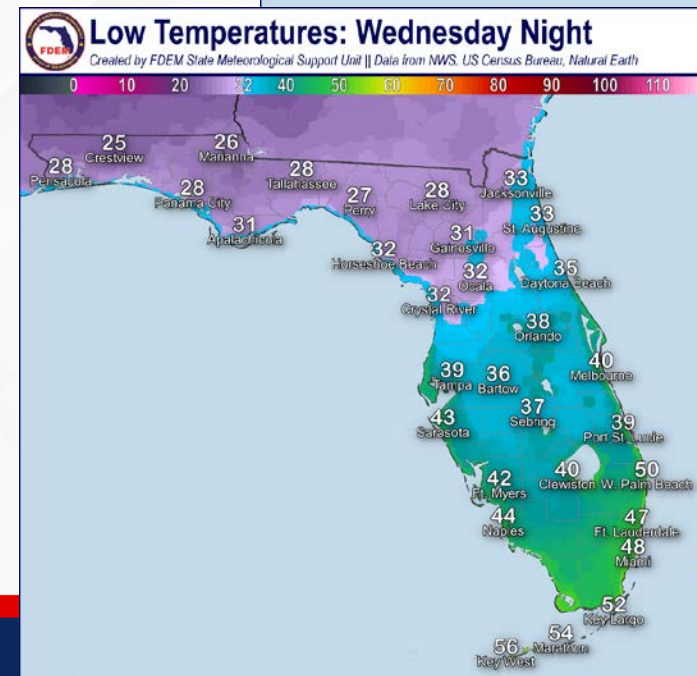 FDEM
Low Temperatures: Wednesday Night
Created by FDEM State Meteorological Support Unit || Data from NWS, US Census Bureau, Natural Earth
0 10 20 32 40 50 60 70 80 90 100 110
25
Crestview
26
Marianna
28
Pensacola
28
Panama City
28
Tallahassee
31
Apalachicola
27
Perry
28
Lake City
33
Jacksonville
33
St. Augustine
31
Gainesville
32
Horseshoe Beach
32
Ocala
35
Daytona Beach
32
Crystal River
38
Orlando
39
Tampa
36
Bartow
40
Melbourne
43
Sarasota
37
Sebring
39
Port St. Lucie
42
Ft. Myers
40
Clewiston
50
W. Palm Beach
44
Naples
47
Ft. Lauderdale
48
Miami
52
Key Largo
54
Marathon
56
Key West